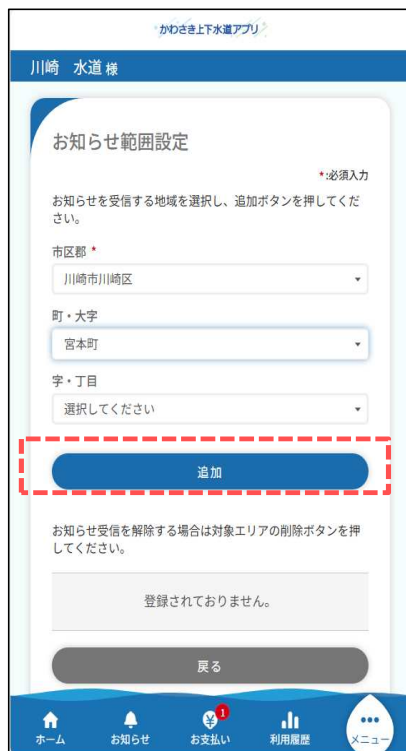 かわさき上下水道アプリ
川崎　水道 様
お知らせ範囲設定
*:必須入力
お知らせを受信する地域を選択し、追加ボタンを押してくだ
さい。
市区郡 *
川崎市川崎区
町・大字
宮本町
字・丁目
選択してください
追加
お知らせ受信を解除する場合は対象エリアの削除ボタンを押
してください。
登録されておりません。
戻る
1
ホーム
お知らせ
お支払い
利用履歴
メニュー